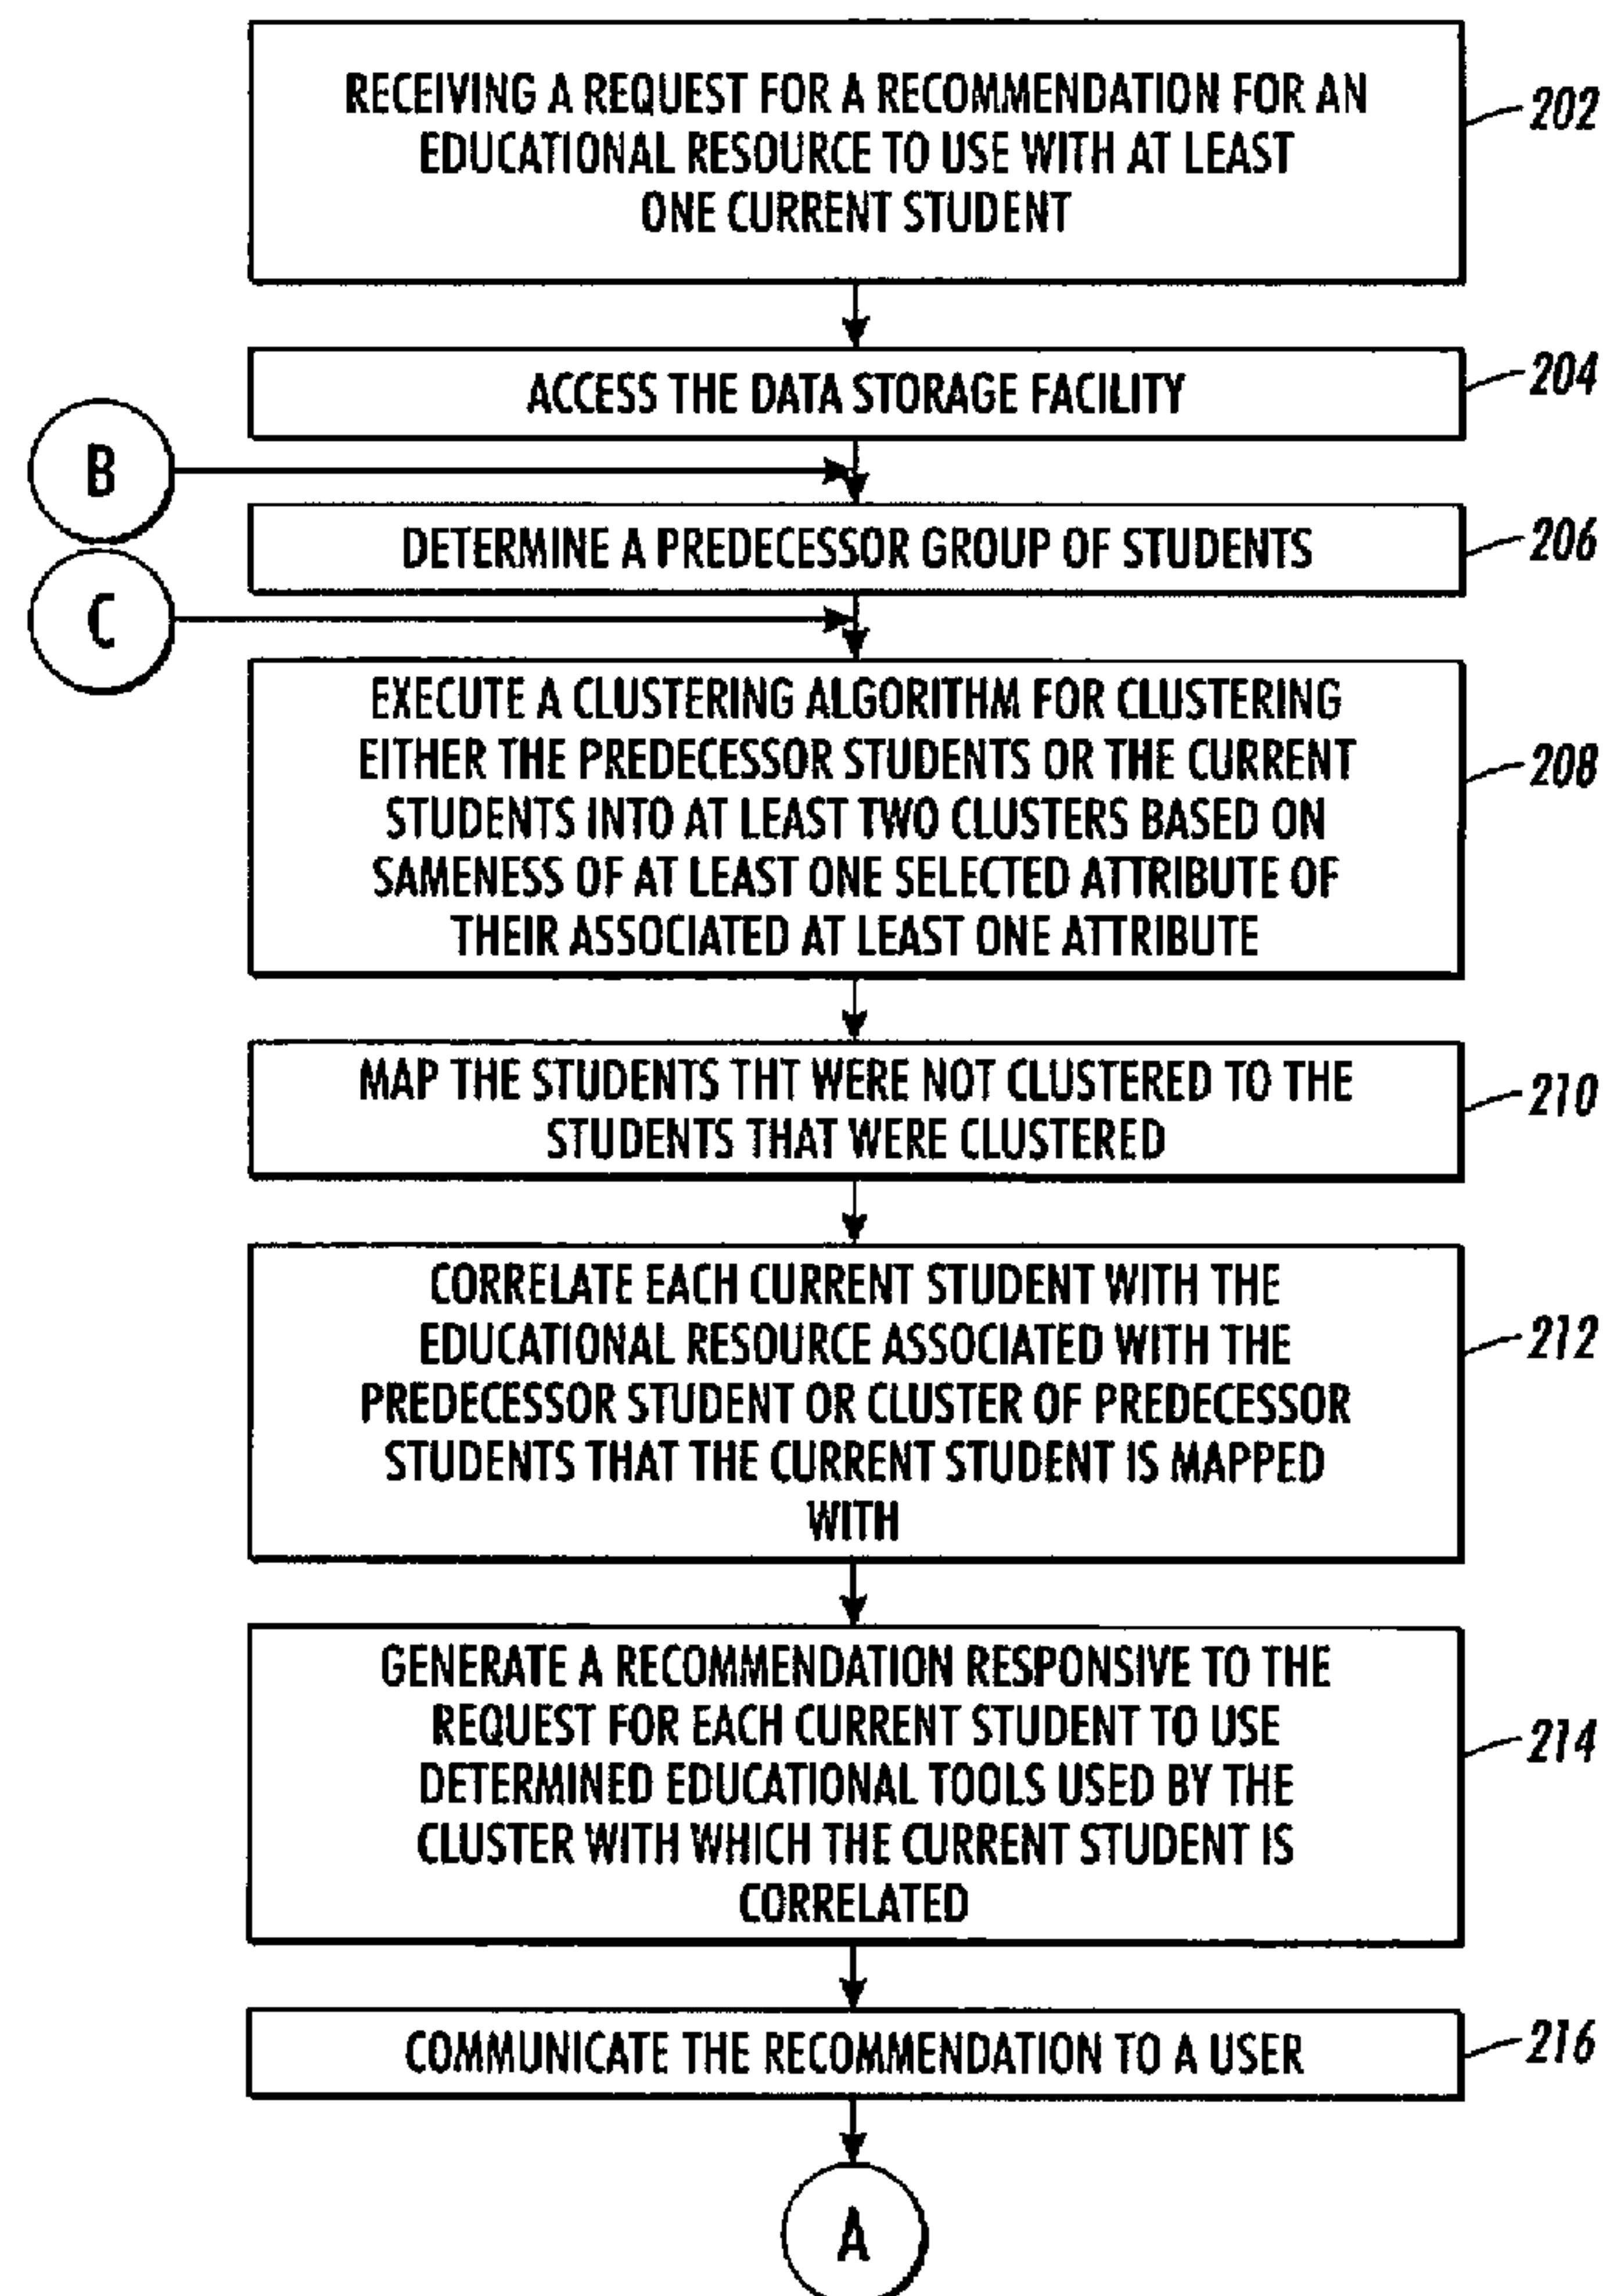 RECEIVING A REQUEST FOR A RECOMMENDATION FOR AN
EDUCATIONAL RESOURCE TO USE WITH AT LEAST
ONE CURRENT STUDENT
202
ACCESS THE DATA STORAGE FACILITY
204
B
DETERMINE A PREDECESSOR GROUP OF STUDENTS
206
C
EXECUTE A CLUSTERING ALGORITHM FOR CLUSTERING
EITHER THE PREDECESSOR STUDENTS OR THE CURRENT
STUDENTS INTO AT LEAST TWO CLUSTERS BASED ON
SAMENESS OF AT LEAST ONE SELECTED ATTRIBUTE OF
THEIR ASSOCIATED AT LEAST ONE ATTRIBUTE
208
MAP THE STUDENTS THT WERE NOT CLUSTERED TO THE
STUDENTS THAT WERE CLUSTERED
210
CORRELATE EACH CURRENT STUDENT WITH THE
EDUCATIONAL RESOURCE ASSOCIATED WITH THE
PREDECESSOR STUDENT OR CLUSTER OF PREDECESSOR
STUDENTS THAT THE CURRENT STUDENT IS MAPPED
WITH
212
GENERATE A RECOMMENDATION RESPONSIVE TO THE
REQUEST FOR EACH CURRENT STUDENT TO USE
DETERMINED EDUCATIONAL TOOLS USED BY THE
CLUSTER WITH WHICH THE CURRENT STUDENT IS
CORRELATED
214
COMMUNICATE THE RECOMMENDATION TO A USER
216
A